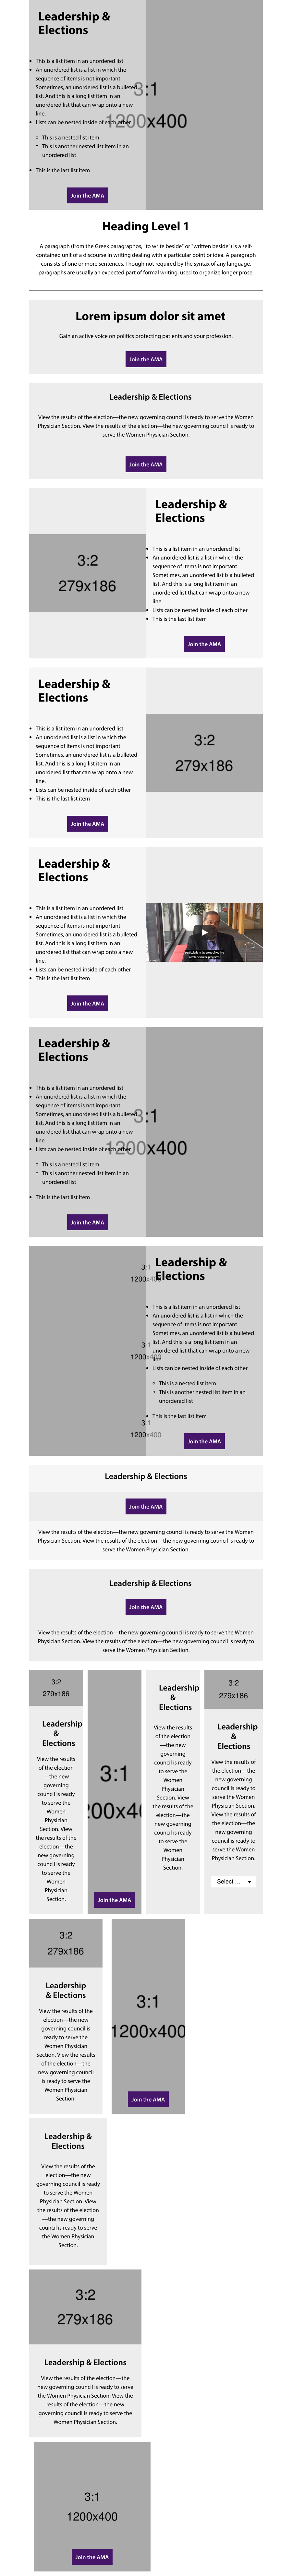 Leadership &
Elections
3:1
1200x400
• This is a list item in an unordered list
• An unordered list is a list in which the
sequence of items is not important.
Sometimes, an unordered list is a bulleted
list. And this is a long list item in an
unordered list that can wrap onto a new
line.
• Lists can be nested inside of each other
This is a nested list item
This is another nested list item in an
unordered list
• This is the last list item
Join the AMA
Heading Level 1
A paragraph (from the Greek paragraphos, "to write beside" or "written beside") is a self-
contained unit of a discourse in writing dealing with a particular point or idea. A paragraph
consists of one or more sentences. Though not required by the syntax of any language,
paragraphs are usually an expected part of formal writing, used to organize longer prose.
Lorem ipsum dolor sit amet
Gain an active voice on politics protecting patients and your profession.
Join the AMA
Leadership & Elections
View the results of the election—the new governing council is ready to serve the Women
Physician Section. View the results of the election—the new governing council is ready to
serve the Women Physician Section.
Join the AMA
3:2
279x186
Leadership &
Elections
• This is a list item in an unordered list
• An unordered list is a list in which the
sequence of items is not important.
Sometimes, an unordered list is a bulleted
list. And this is a long list item in an
unordered list that can wrap onto a new
line.
• Lists can be nested inside of each other
• This is the last list item
Join the AMA
Leadership &
Elections
• This is a list item in an unordered list
• An unordered list is a list in which the
sequence of items is not important.
Sometimes, an unordered list is a bulleted
list. And this is a long list item in an
unordered list that can wrap onto a new
line.
• Lists can be nested inside of each other
• This is the last list item
Join the AMA
3:2
279x186
Leadership &
Elections
• This is a list item in an unordered list
• An unordered list is a list in which the
sequence of items is not important.
Sometimes, an unordered list is a bulleted
list. And this is a long list item in an
unordered list that can wrap onto a new
line.
• Lists can be nested inside of each other
• This is the last list item
Join the AMA
Leadership &
Elections
3:1
1200x400
• This is a list item in an unordered list
• An unordered list is a list in which the
sequence of items is not important.
Sometimes, an unordered list is a bulleted
list. And this is a long list item in an
unordered list that can wrap onto a new
line.
• Lists can be nested inside of each other
This is a nested list item
This is another nested list item in an
unordered list
• This is the last list item
Join the AMA
3:1
1200x400
3:1
1200x400
3:1
1200x400
Leadership &
Elections
• This is a list item in an unordered list
• An unordered list is a list in which the
sequence of items is not important.
Sometimes, an unordered list is a bulleted
list. And this is a long list item in an
unordered list that can wrap onto a new
line.
• Lists can be nested inside of each other
This is a nested list item
This is another nested list item in an
unordered list
• This is the last list item
Join the AMA
Leadership & Elections
Join the AMA
View the results of the election—the new governing council is ready to serve the Women
Physician Section. View the results of the election—the new governing council is ready to
serve the Women Physician Section.
Leadership & Elections
Join the AMA
View the results of the election—the new governing council is ready to serve the Women
Physician Section. View the results of the election—the new governing council is ready to
serve the Women Physician Section.
3:2
279x186
Leadership
&
Elections
View the results
of the election
—the new
governing
council is ready
to serve the
Women
Physician
Section. View
the results of the
election—the
new governing
council is ready
to serve the
Women
Physician
Section.
3:1
200x4
Join the AMA
Leadership
&
Elections
View the results
of the election
—the new
governing
council is ready
to serve the
Women
Physician
Section. View
the results of the
election—the
new governing
council is ready
to serve the
Women
Physician
Section.
3:2
279x186
Leadership
&
Elections
View the results of
the election—the
new governing
council is ready to
serve the Women
Physician Section.
View the results of
the election—the
new governing
council is ready to
serve the Women
Physician Section.
Select ...
3:2
279x186
Leadership
& Elections
View the results of the
election—the new
governing council is
ready to serve the
Women Physician
Section. View the results
of the election—the
new governing council
is ready to serve the
Women Physician
Section.
3:1
1200x400
Join the AMA
Leadership &
Elections
View the results of the
election—the new
governing council is ready
to serve the Women
Physician Section. View
the results of the election
—the new governing
council is ready to serve
the Women Physician
Section.
3:2
279x186
Leadership & Elections
View the results of the election—the
new governing council is ready to serve
the Women Physician Section. View the
results of the election—the new
governing council is ready to serve the
Women Physician Section.
3:1
1200x400
Join the AMA